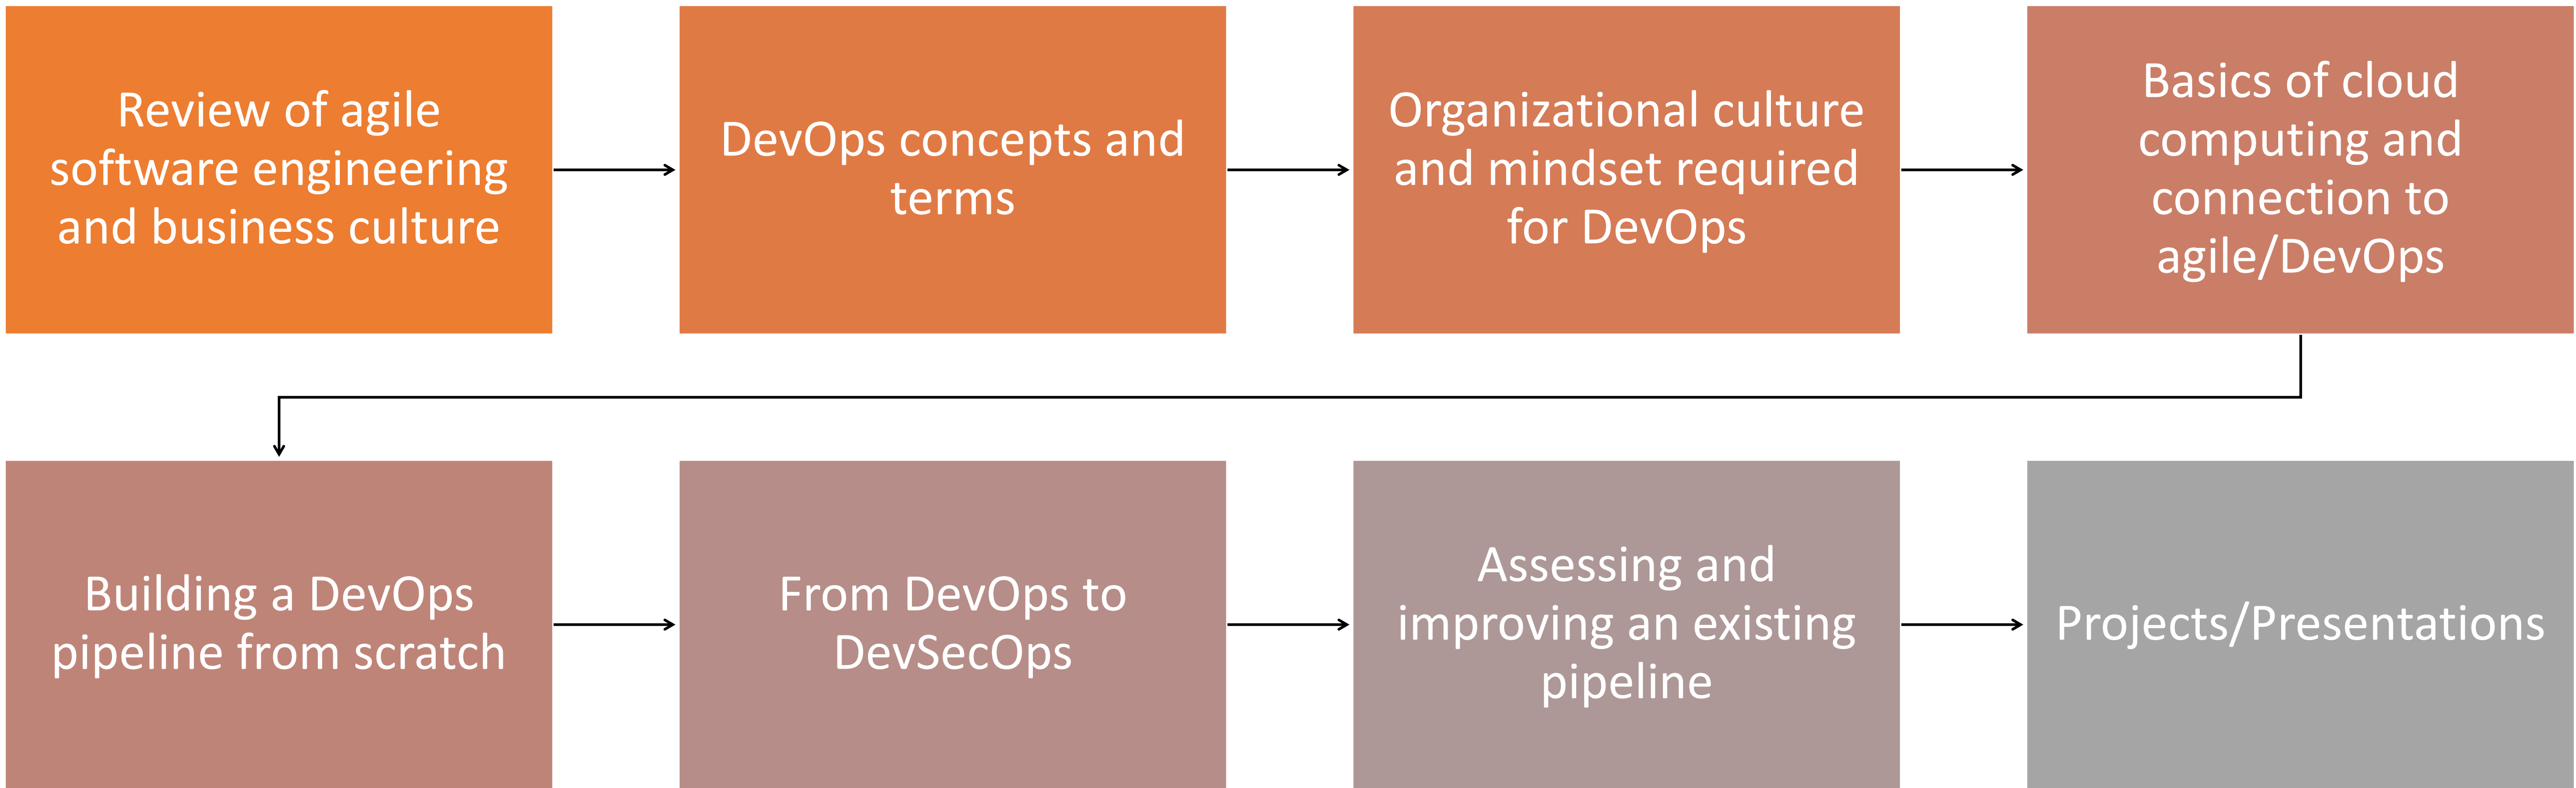 Review of agile
software engineering
and business culture
DevOps concepts and
terms
Organizational culture
and mindset required
for DevOps
Basics of cloud
computing and
connection to
agile/DevOps
Building a DevOps
pipeline from scratch
From DevOps to
DevSecOps
Assessing and
improving an existing
pipeline
Projects/Presentations